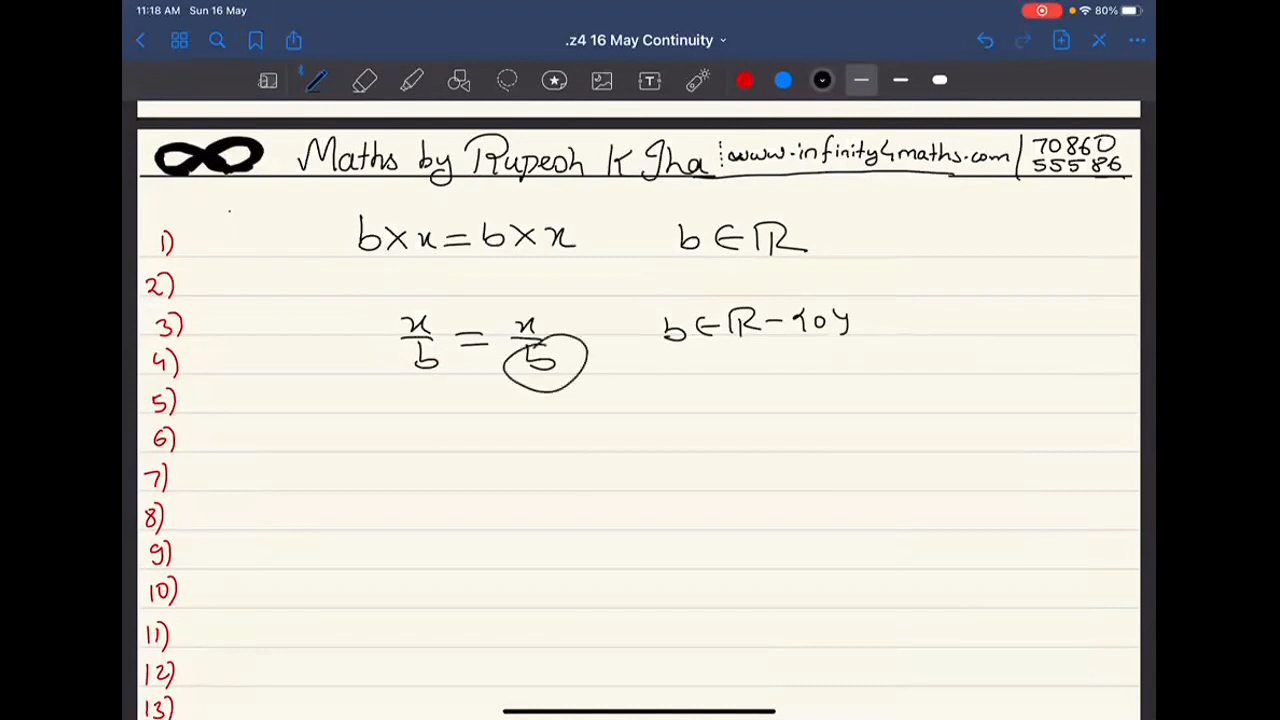 11:18 AM Sun 16 May
80%
.z4 16 May Continuity
T
Maths by Rupesh K Jha www.infinity4maths.com 70860 55586
1) b×x=b×x b∈ℝ
2)
3) x/b = x/b b∈ℝ-{0}
4)
5)
6)
7)
8)
9)
10)
11)
12)
13)